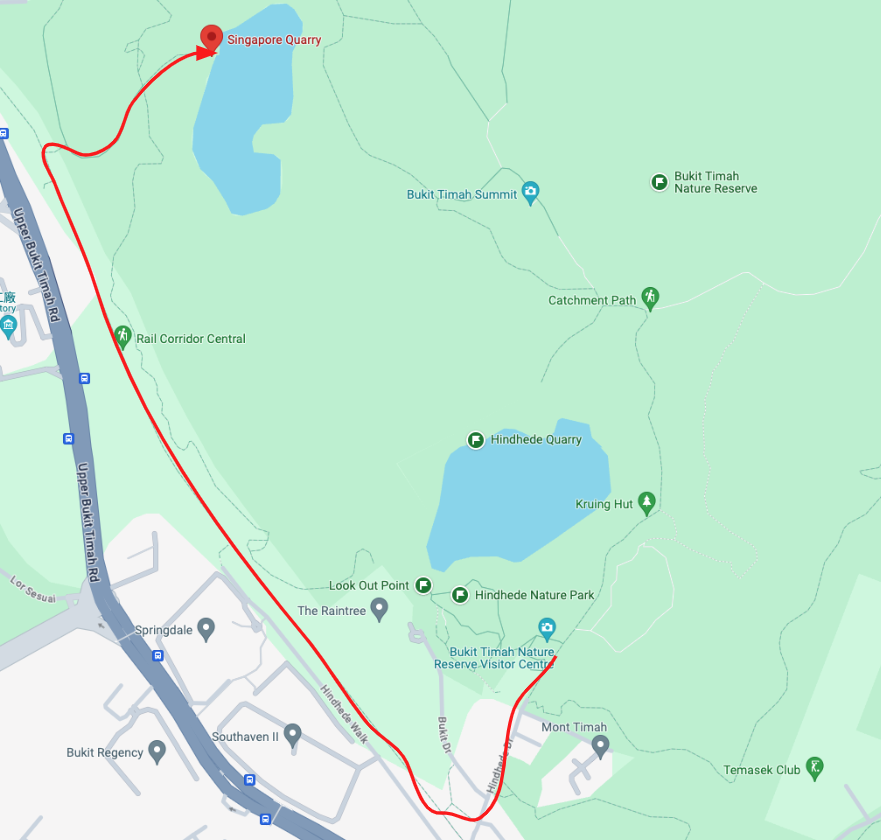 Singapore Quarry
Bukit Timah
Nature Reserve
Bukit Timah Summit
Upper Bukit Timah Rd
Catchment Path
工廠
tory
Rail Corridor Central
Hindhede Quarry
Upper Bukit Timah Rd
Kruing Hut
Look Out Point
Hindhede Nature Park
Lor Sesuai
The Raintree
Springdale
Bukit Timah Nature
Reserve Visitor Centre
Hindhede Walk
Bukit Dr
Mont Timah
Southaven II
Hindhede Dr
Bukit Regency
Temasek Club